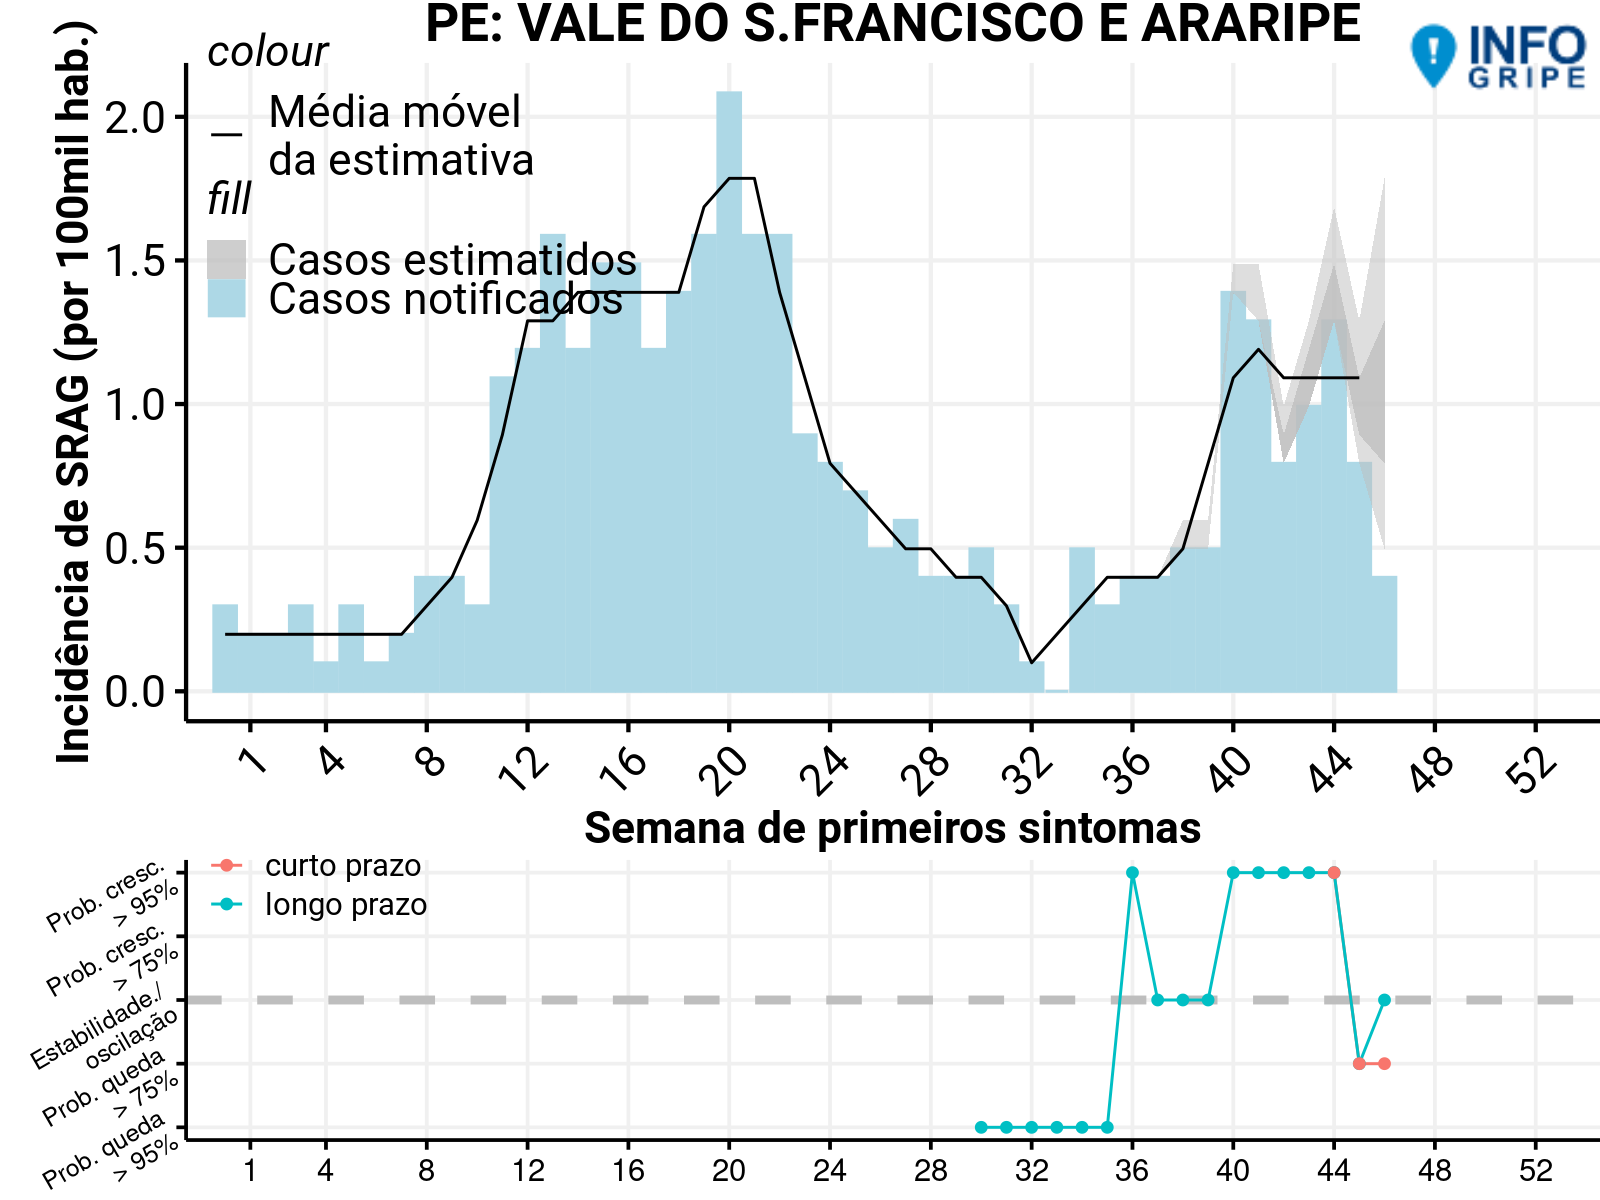 PE: VALE DO S.FRANCISCO E ARARIPE
INFO
GRIPE
colour
Média móvel
da estimativa
fill
Casos estimatidos
Casos notificados
Incidência de SRAG (por 100mil hab.)
2.0
1.5
1.0
0.5
0.0
1 4 8 12 16 20 24 28 32 36 40 44 48 52
Semana de primeiros sintomas
curto prazo
longo prazo
Prob. cresc.
> 95%
Prob. cresc.
> 75%
Estabilidade./
oscilação
Prob. queda
> 75%
Prob. queda
> 95%
1 4 8 12 16 20 24 28 32 36 40 44 48 52